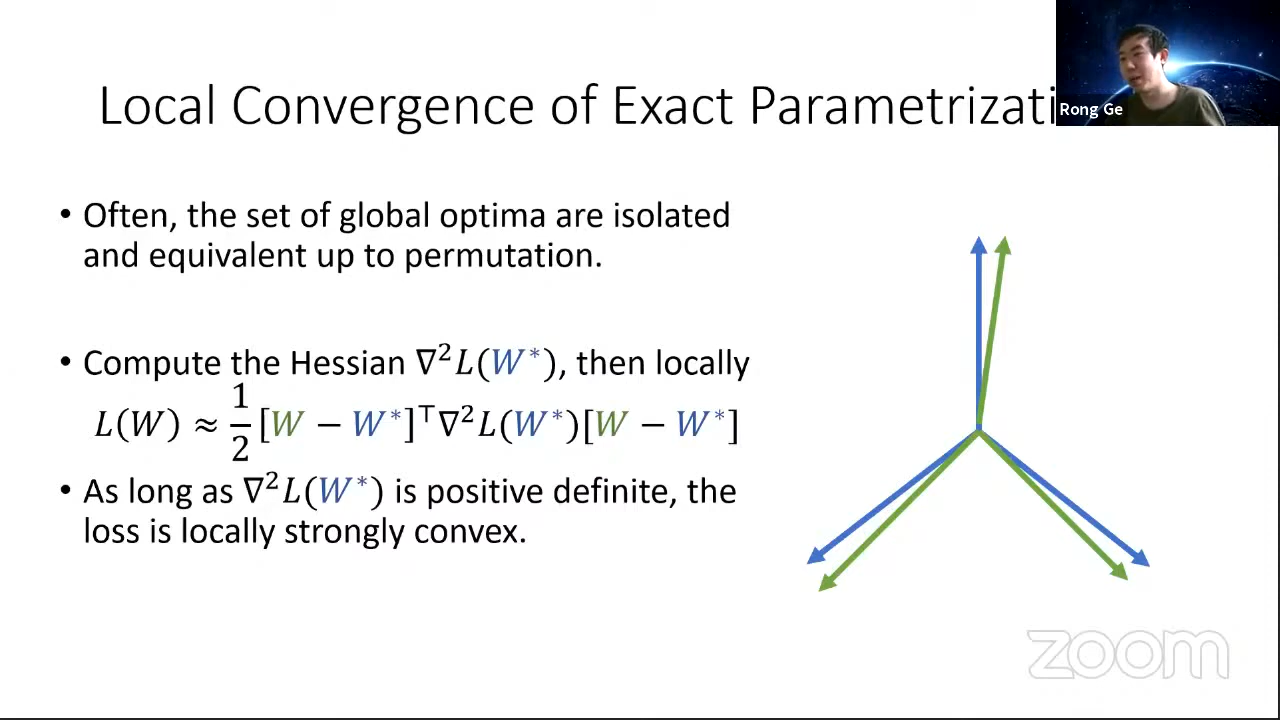 Local Convergence of Exact Parametrizati
Rong Ge
• Often, the set of global optima are isolated
and equivalent up to permutation.
• Compute the Hessian ∇²L(W*), then locally
L(W) ≈ 1/2 [W − W*]⊤∇²L(W*)[W − W*]
• As long as ∇²L(W*) is positive definite, the
loss is locally strongly convex.
zoom